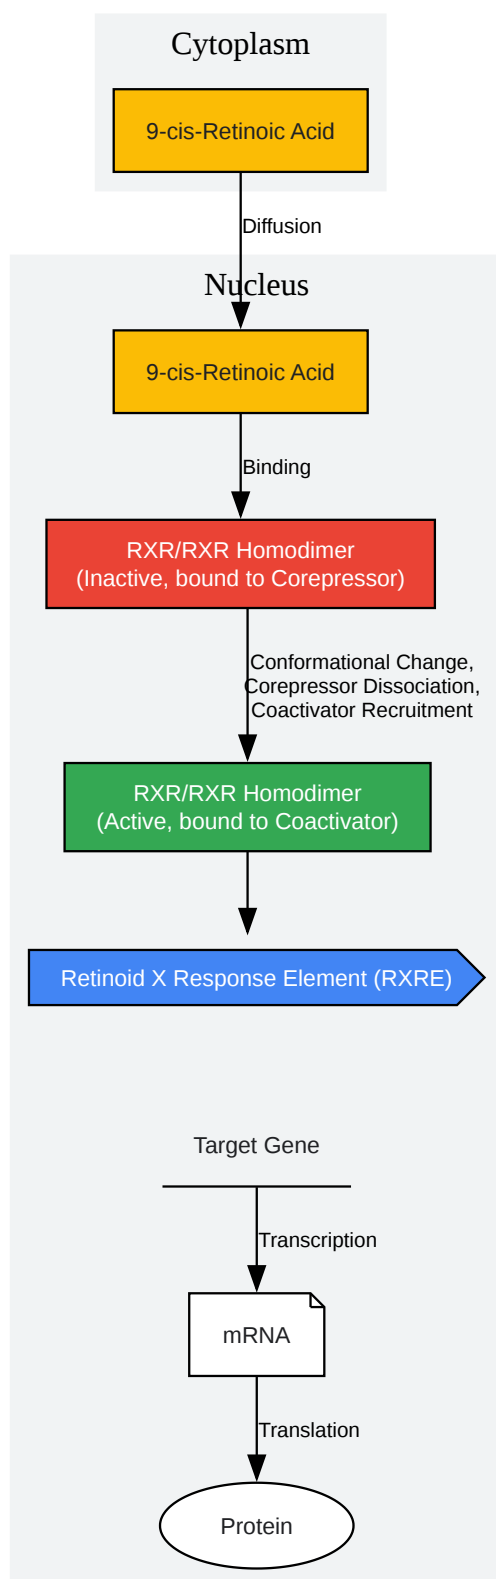 Cytoplasm
9-cis-Retinoic Acid
Diffusion
Nucleus
9-cis-Retinoic Acid
Binding
RXR/RXR Homodimer
(Inactive, bound to Corepressor)
Conformational Change,
Corepressor Dissociation,
Coactivator Recruitment
RXR/RXR Homodimer
(Active, bound to Coactivator)
Retinoid X Response Element (RXRE)
Target Gene
Transcription
mRNA
Translation
Protein